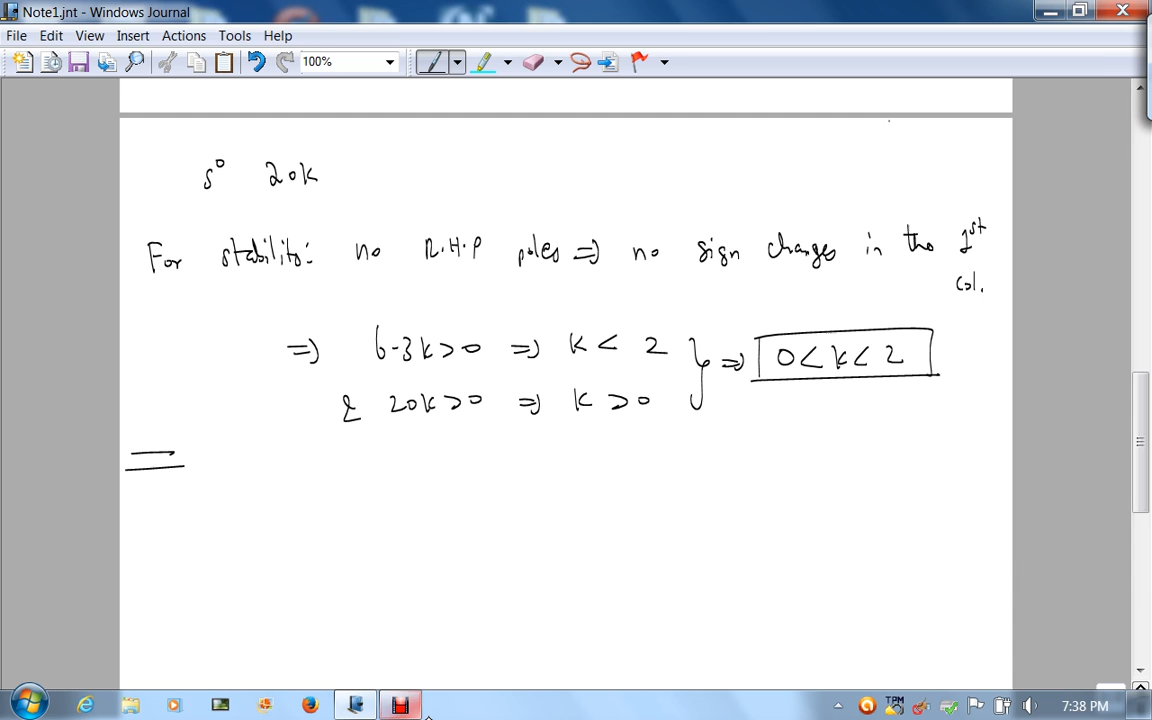 Note1.jnt - Windows Journal
File Edit View Insert Actions Tools Help
100%
s⁰ 20k
For stability: no R.H.P poles => no sign changes in the 1st
col.
=> 6-3k>0 => k < 2
& 20k>0 => k >0
} => 0<k<2
7:38 PM